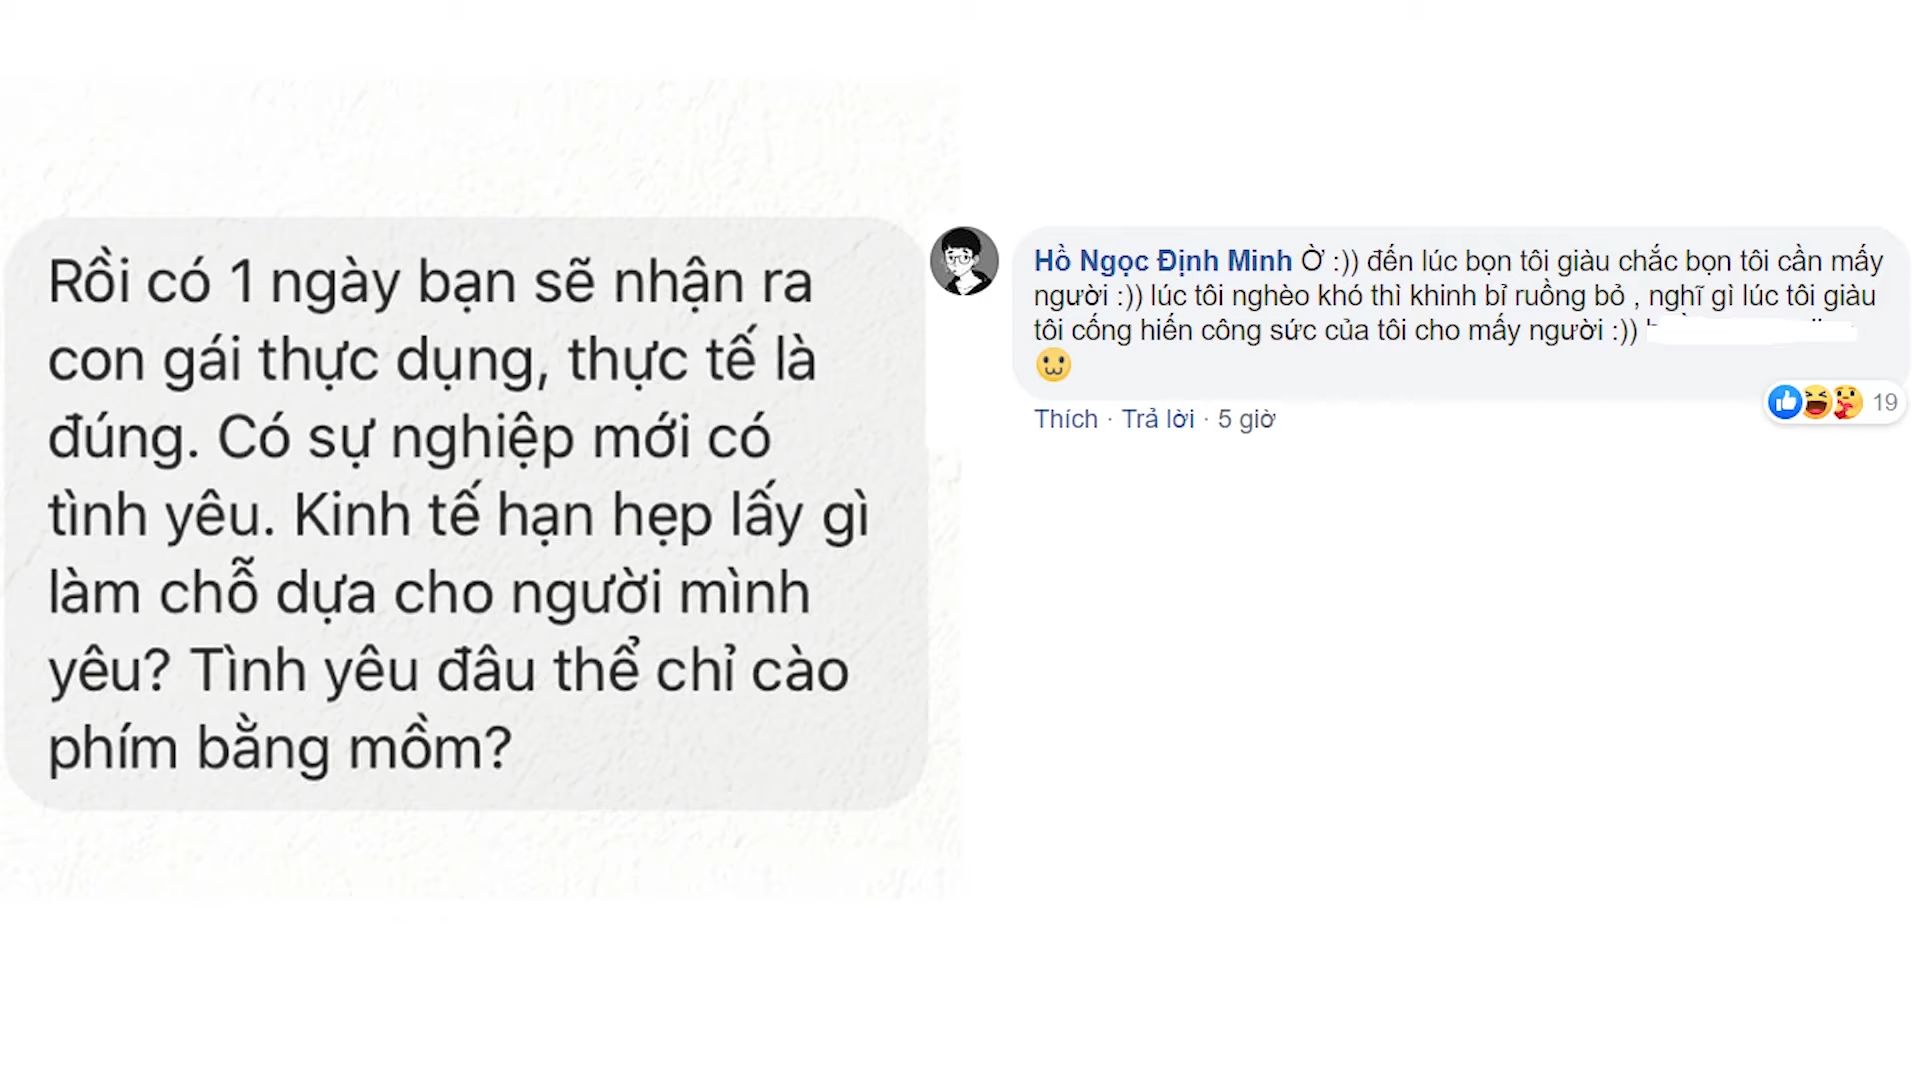 Rồi có 1 ngày bạn sẽ nhận ra
con gái thực dụng, thực tế là
đúng. Có sự nghiệp mới có
tình yêu. Kinh tế hạn hẹp lấy gì
làm chỗ dựa cho người mình
yêu? Tình yêu đâu thể chỉ cào
phím bằng mồm?
Hồ Ngọc Định Minh Ờ :)) đến lúc bọn tôi giàu chắc bọn tôi cần mấy
người :)) lúc tôi nghèo khó thì khinh bỉ ruồng bỏ , nghĩ gì lúc tôi giàu
tôi cống hiến công sức của tôi cho mấy người :))
Thích · Trả lời · 5 giờ
19